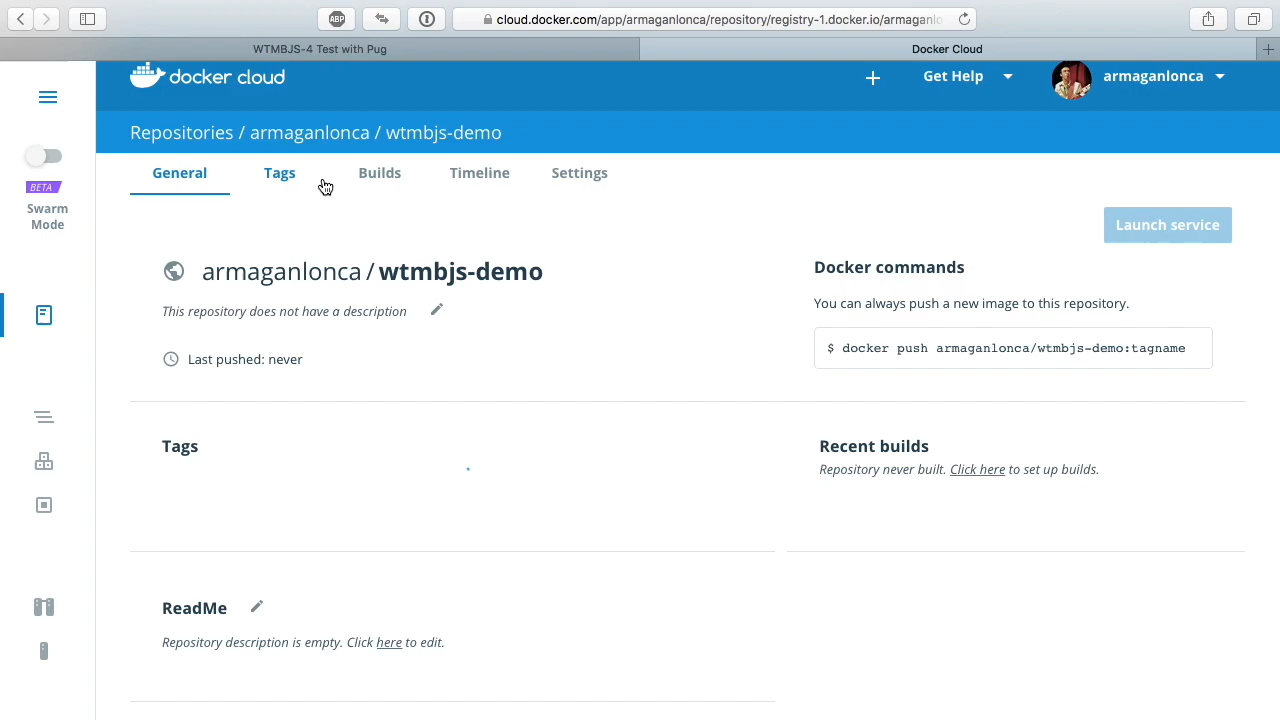 ABP
cloud.docker.com/app/armaganlonca/repository/registry-1.docker.io/armaganlo
WTMBJS-4 Test with Pug
Docker Cloud
docker cloud
Get Help
armaganlonca
Repositories / armaganlonca / wtmbjs-demo
General
Tags
Builds
Timeline
Settings
BETA
Swarm
Mode
Launch service
armaganlonca / wtmbjs-demo
This repository does not have a description
Last pushed: never
Docker commands
You can always push a new image to this repository.
$ docker push armaganlonca/wtmbjs-demo:tagname
Tags
Recent builds
Repository never built. Click here to set up builds.
ReadMe
Repository description is empty. Click here to edit.